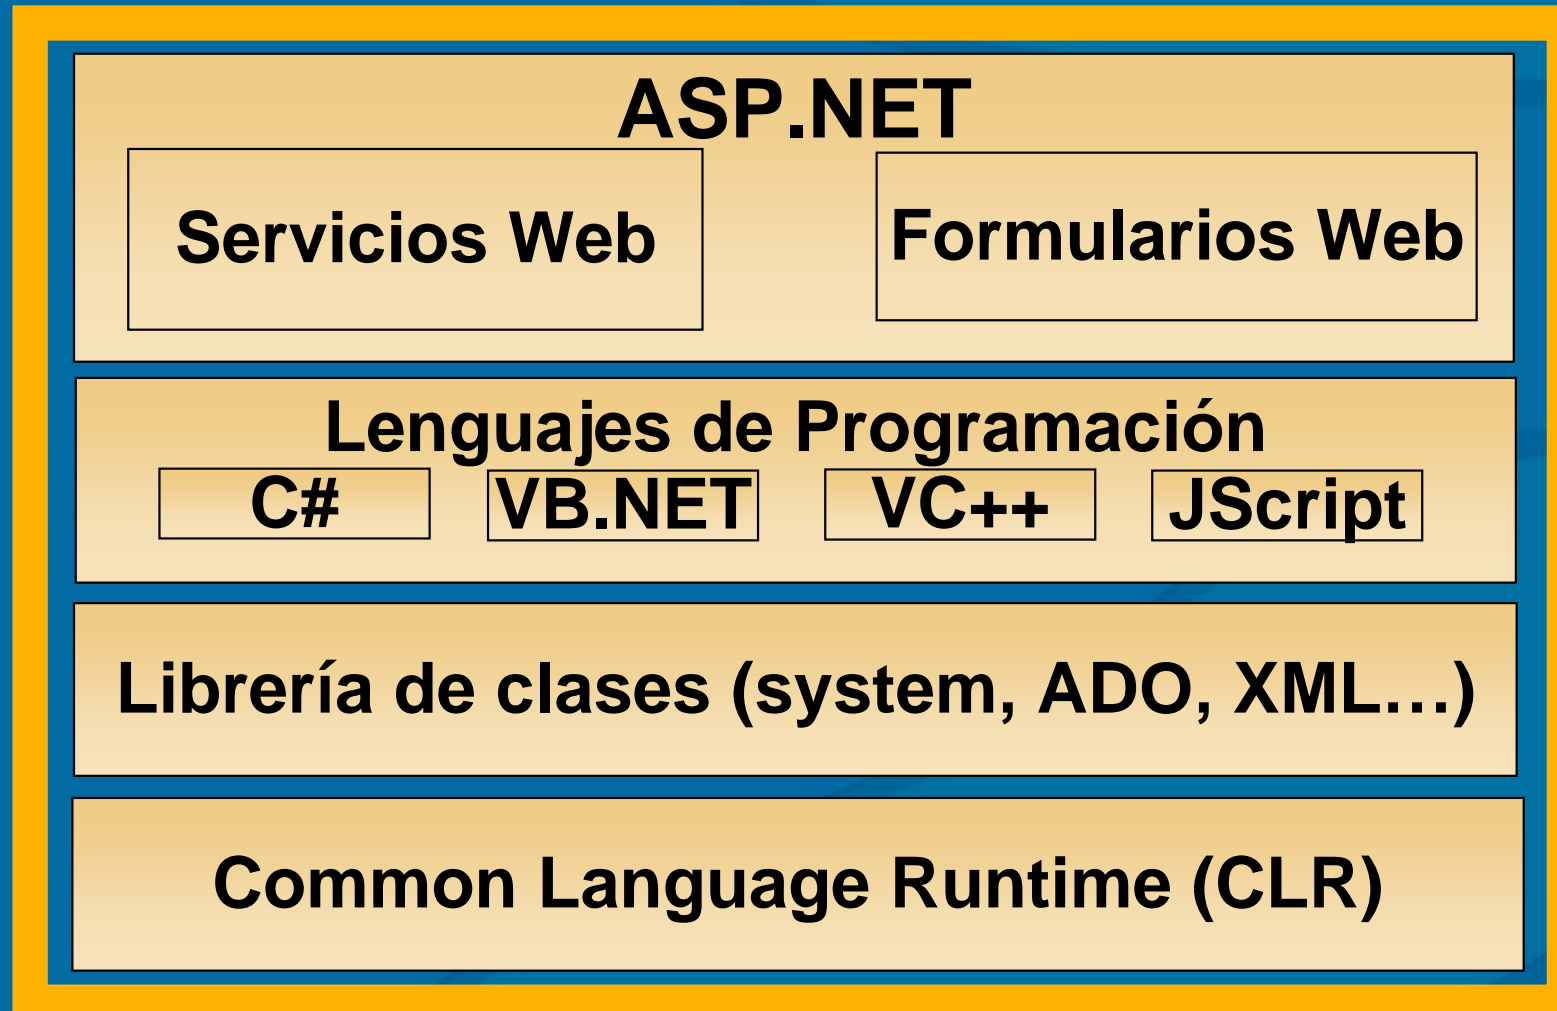 ASP.NET
Servicios Web
Formularios Web
Lenguajes de Programación
C#
VB.NET
VC++
JScript
Librería de clases (system, ADO, XML…)
Common Language Runtime (CLR)